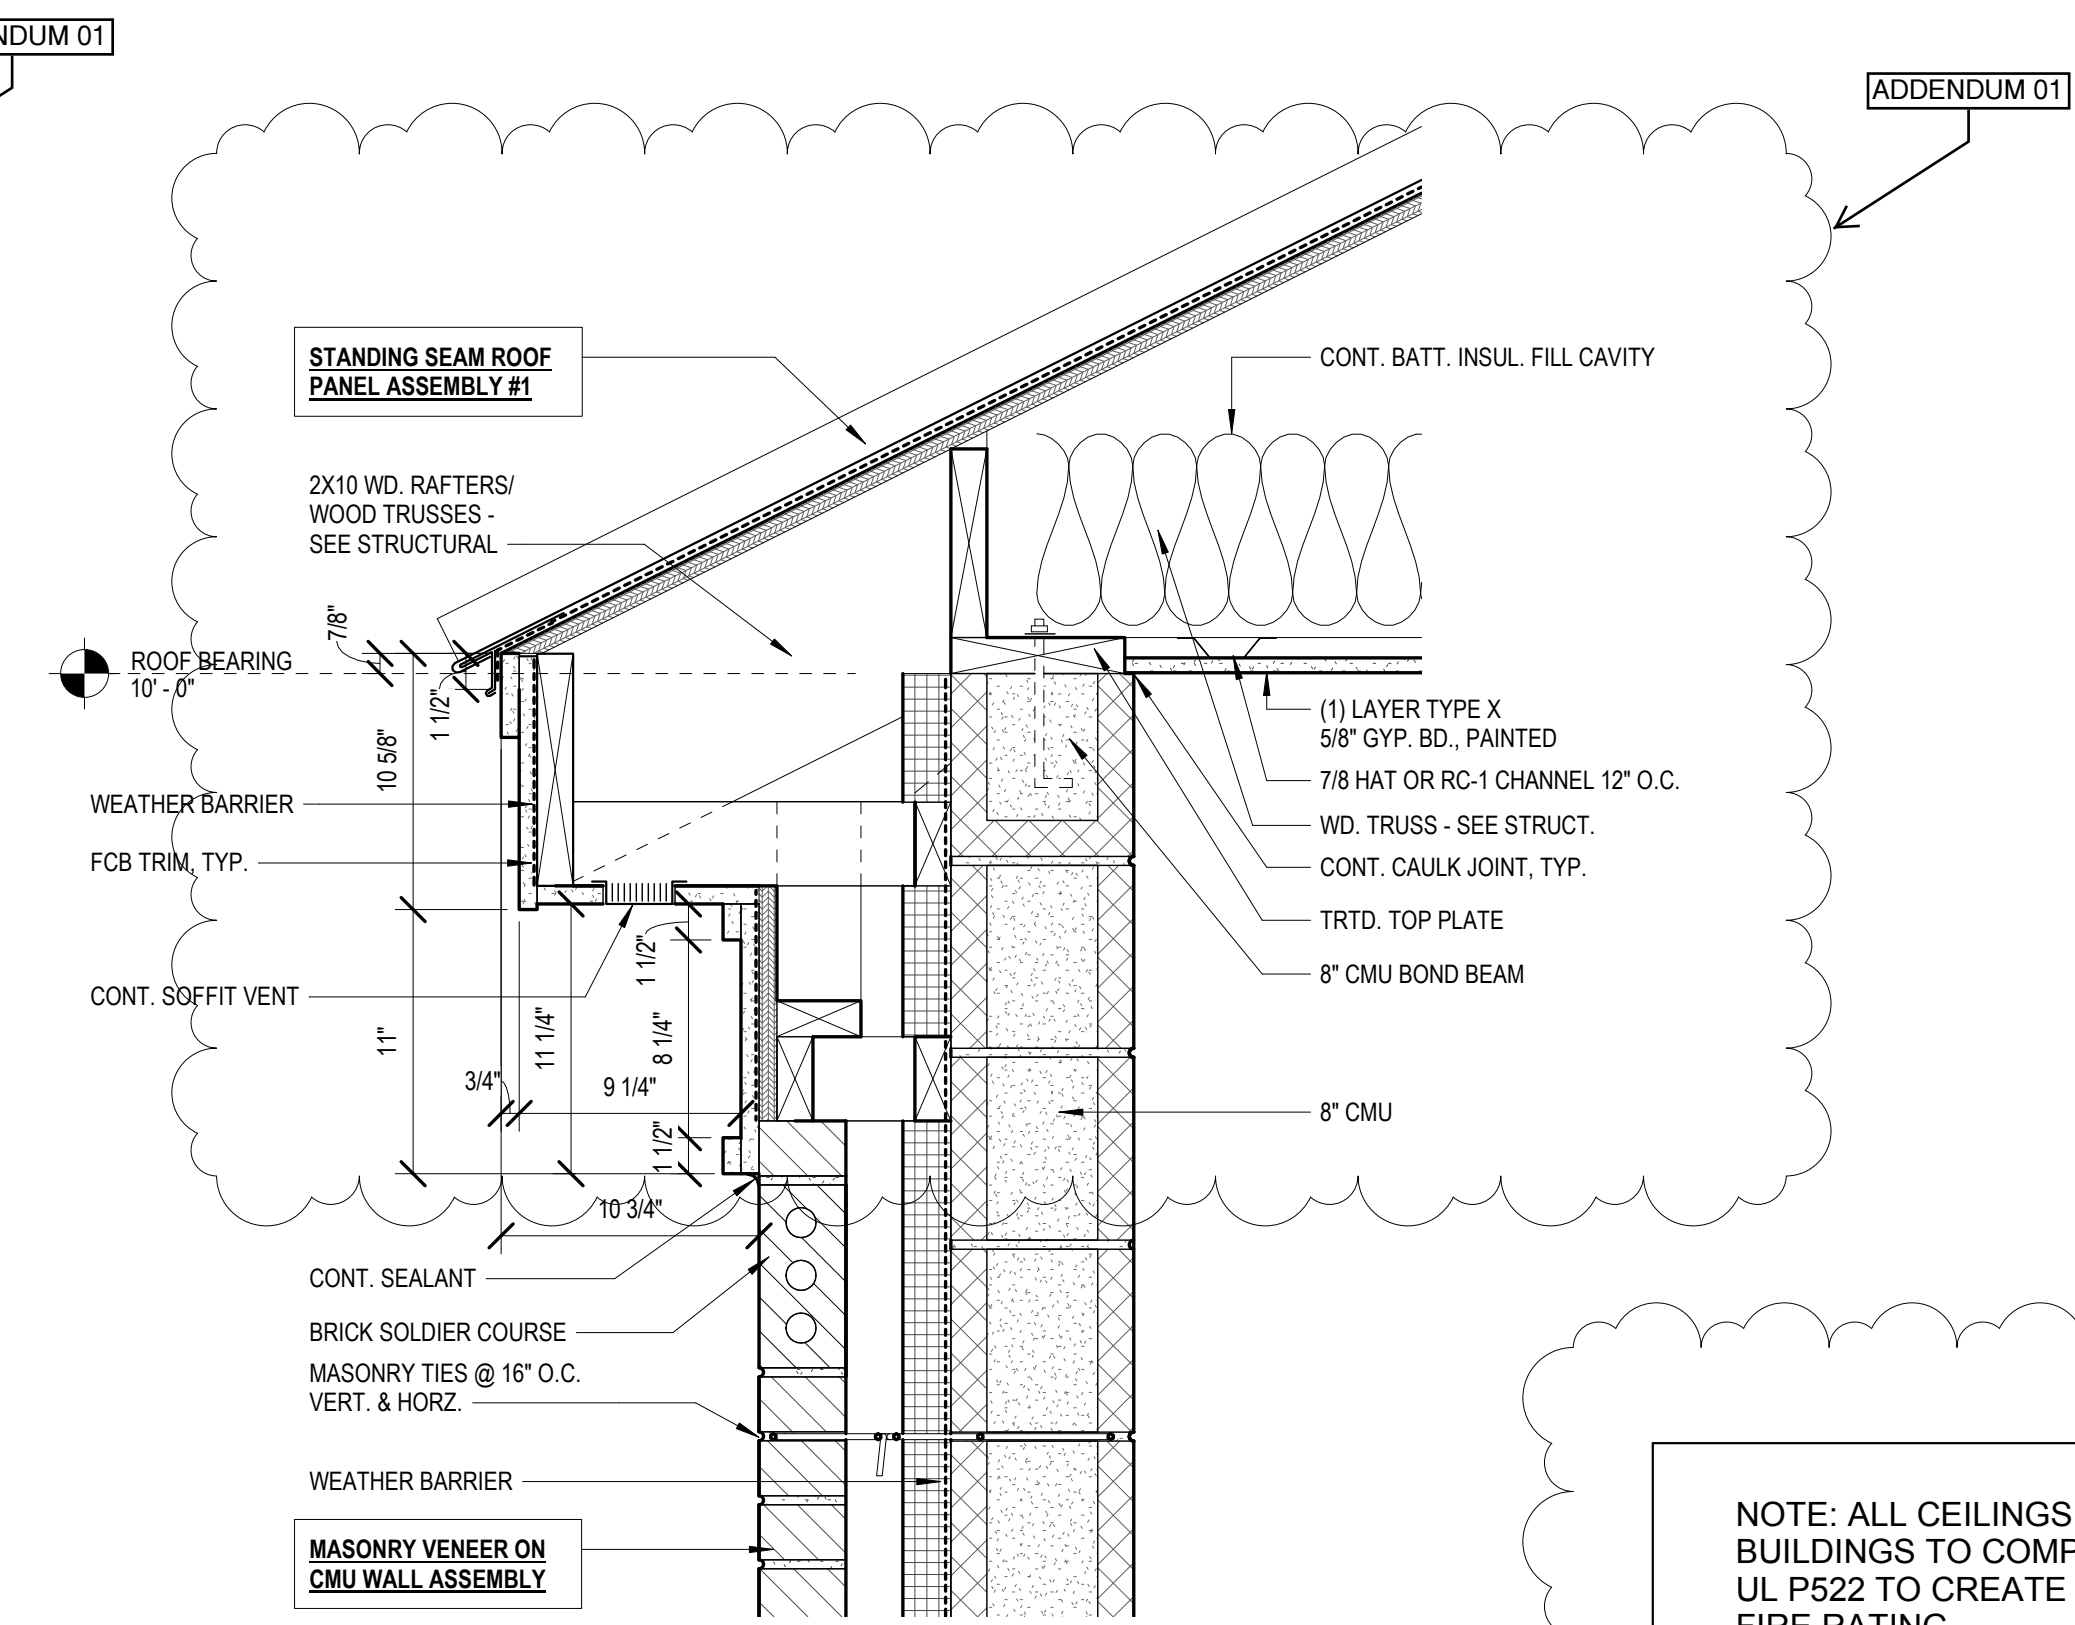 NDUM 01
ADDENDUM 01
STANDING SEAM ROOF
PANEL ASSEMBLY #1
CONT. BATT. INSUL. FILL CAVITY
2X10 WD. RAFTERS/
WOOD TRUSSES -
SEE STRUCTURAL
7/8"
ROOF BEARING
10' - 0"
1 1/2"
10 5/8"
(1) LAYER TYPE X
5/8" GYP. BD., PAINTED
7/8 HAT OR RC-1 CHANNEL 12" O.C.
WEATHER BARRIER
WD. TRUSS - SEE STRUCT.
FCB TRIM, TYP.
CONT. CAULK JOINT, TYP.
TRTD. TOP PLATE
1 1/2"
8" CMU BOND BEAM
CONT. SOFFIT VENT
11"
11 1/4"
8 1/4"
3/4"
9 1/4"
8" CMU
1 1/2"
10 3/4"
CONT. SEALANT
BRICK SOLDIER COURSE
MASONRY TIES @ 16" O.C.
VERT. & HORZ.
WEATHER BARRIER
MASONRY VENEER ON
CMU WALL ASSEMBLY
NOTE: ALL CEILINGS
BUILDINGS TO COMP
UL P522 TO CREATE
FIRE RATING